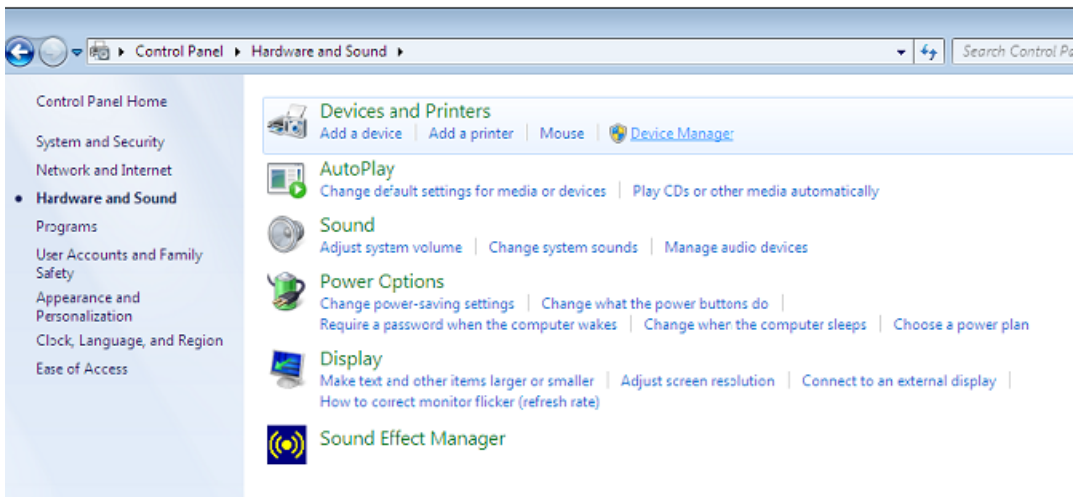 Control Panel ▸ Hardware and Sound ▸
Search Control Pa
Control Panel Home
System and Security
Network and Internet
Hardware and Sound
Programs
User Accounts and Family
Safety
Appearance and
Personalization
Clock, Language, and Region
Ease of Access
Devices and Printers
Add a device | Add a printer | Mouse | Device Manager
AutoPlay
Change default settings for media or devices | Play CDs or other media automatically
Sound
Adjust system volume | Change system sounds | Manage audio devices
Power Options
Change power-saving settings | Change what the power buttons do |
Require a password when the computer wakes | Change when the computer sleeps | Choose a power plan
Display
Make text and other items larger or smaller | Adjust screen resolution | Connect to an external display |
How to correct monitor flicker (refresh rate)
Sound Effect Manager